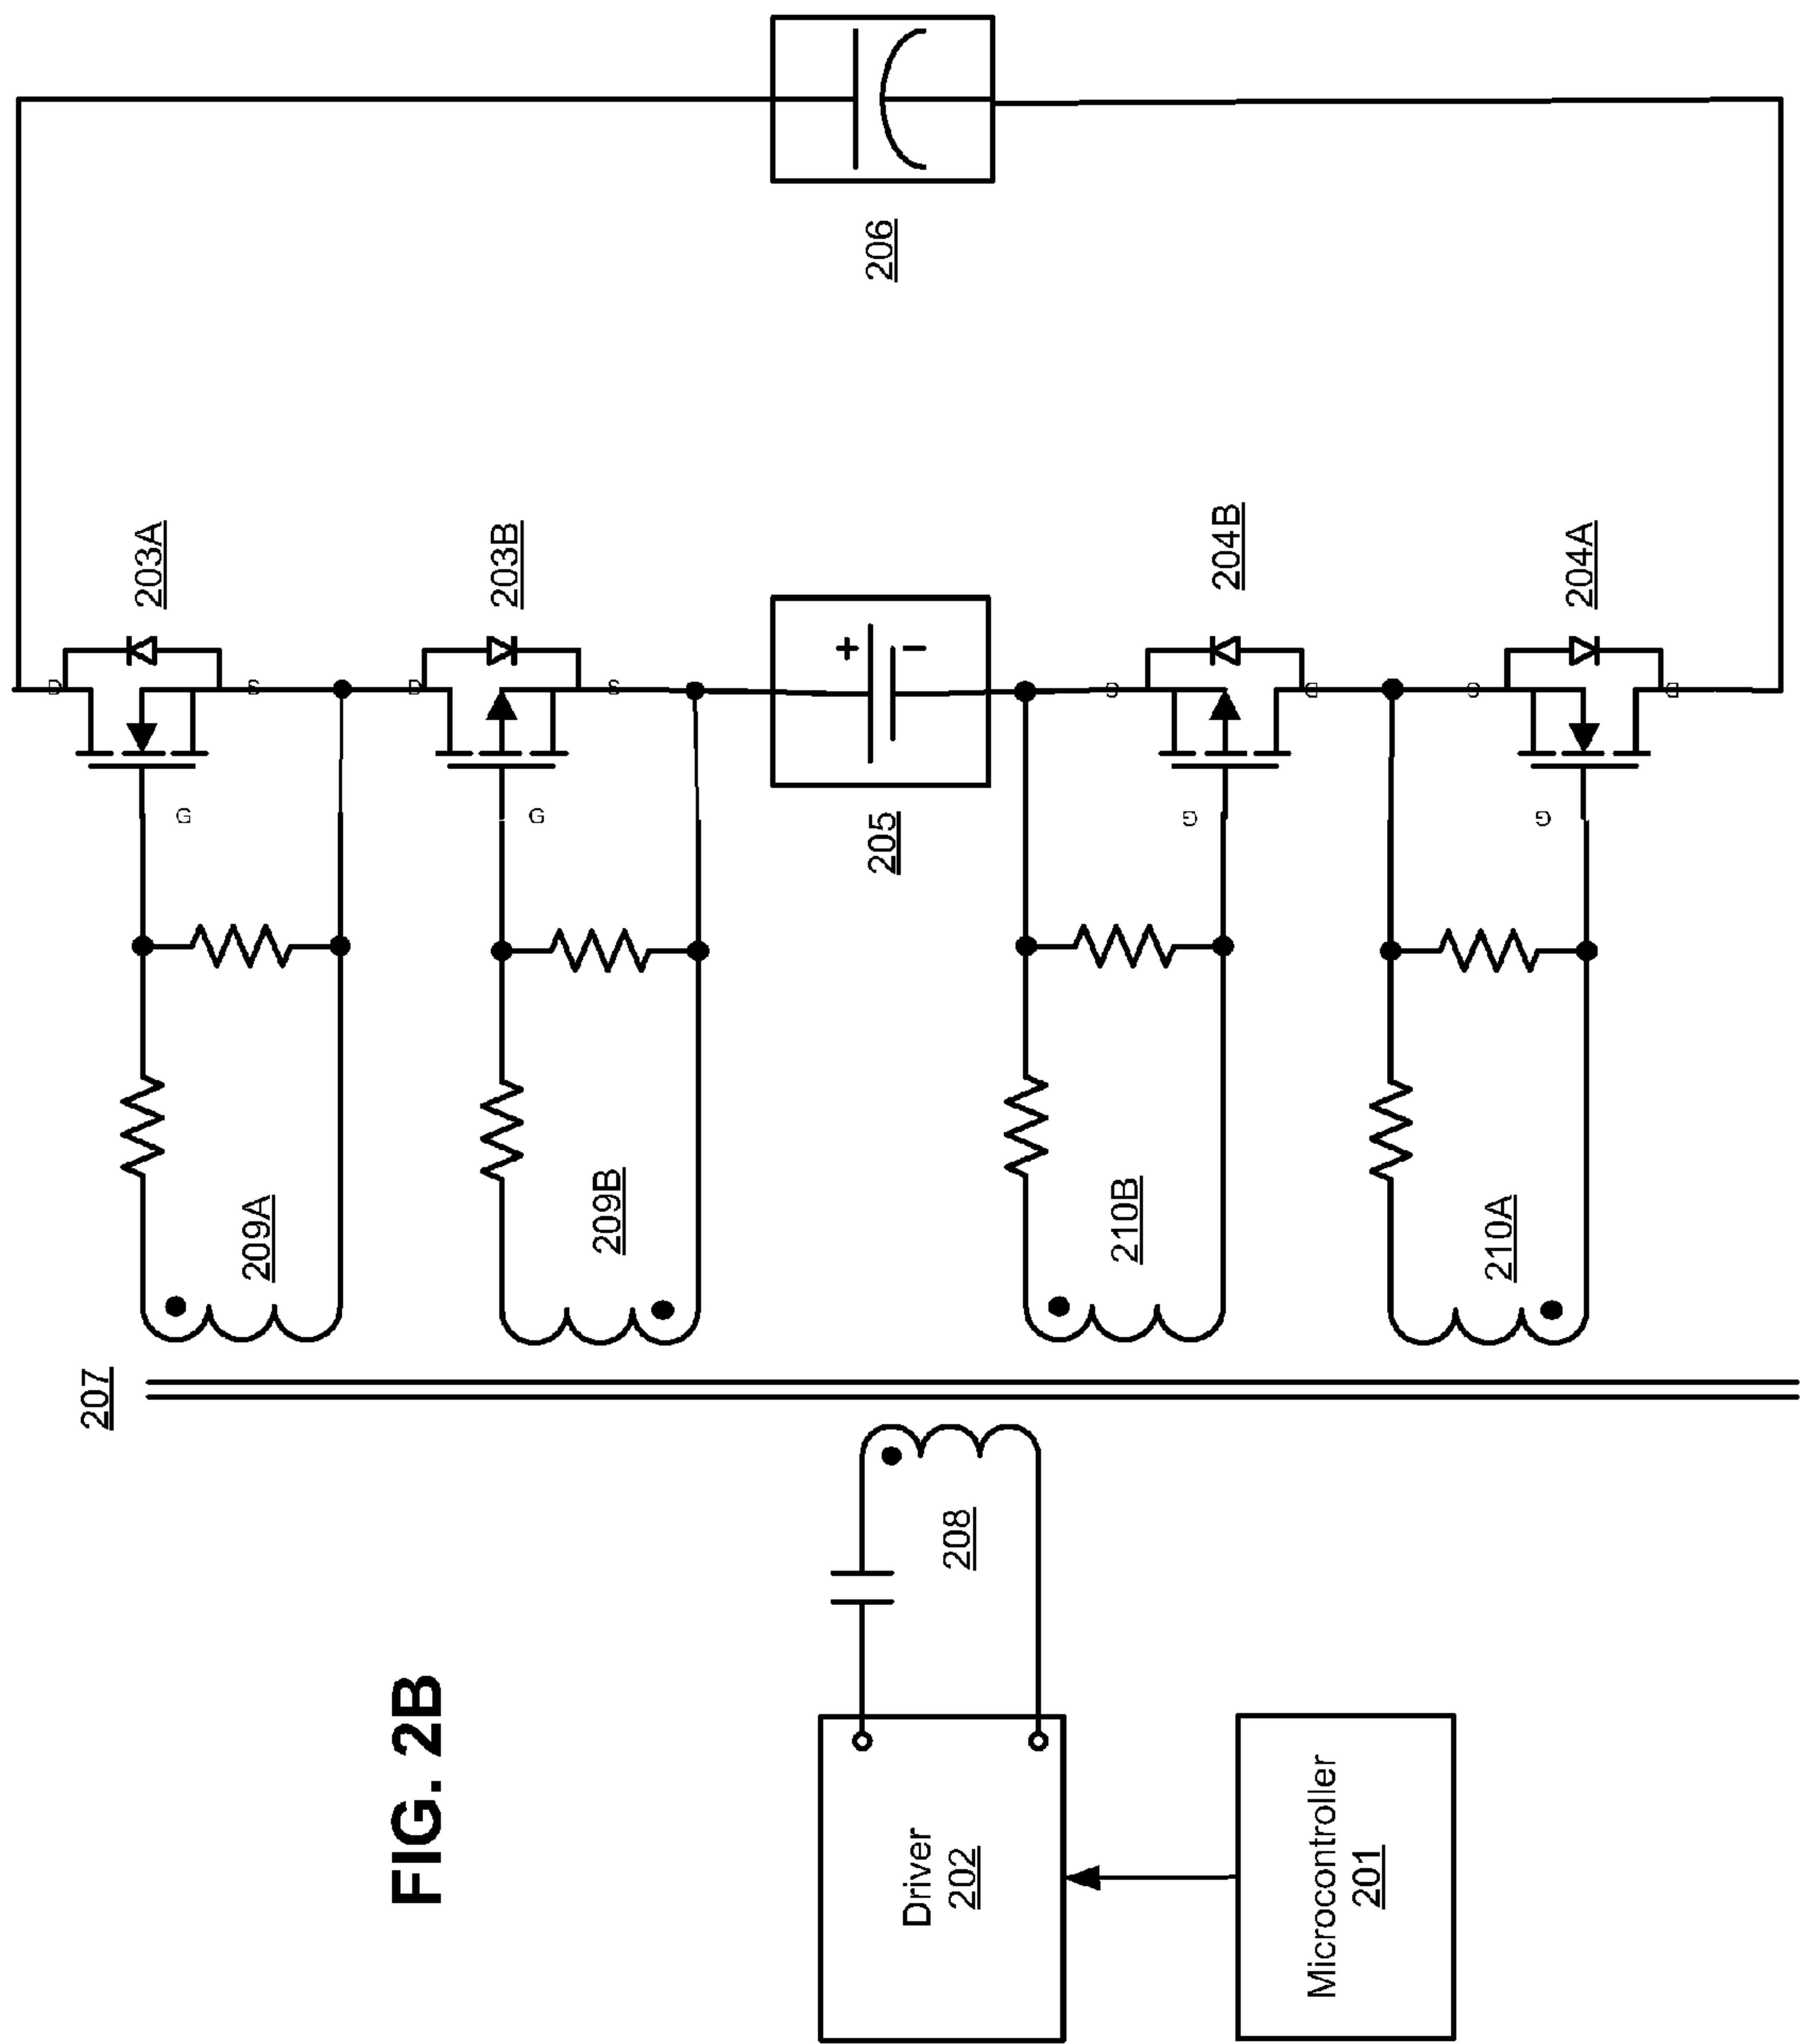 206
203A
203B
204B
204A
D
S
D
S
D
D
+
-
G
G
G
G
205
209A
209B
210B
210A
207
208
FIG. 2B
Driver
202
Microcontroller
201